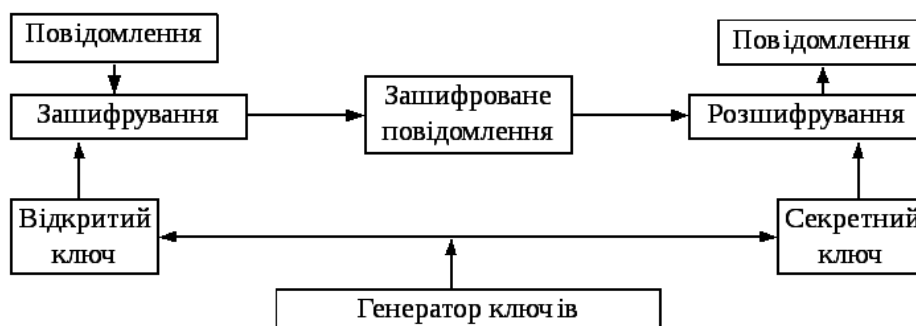 Повідомлення
Повідомлення
Зашифрування
Зашифроване
повідомлення
Розшифрування
Відкритий
ключ
Секретний
ключ
Генератор ключів